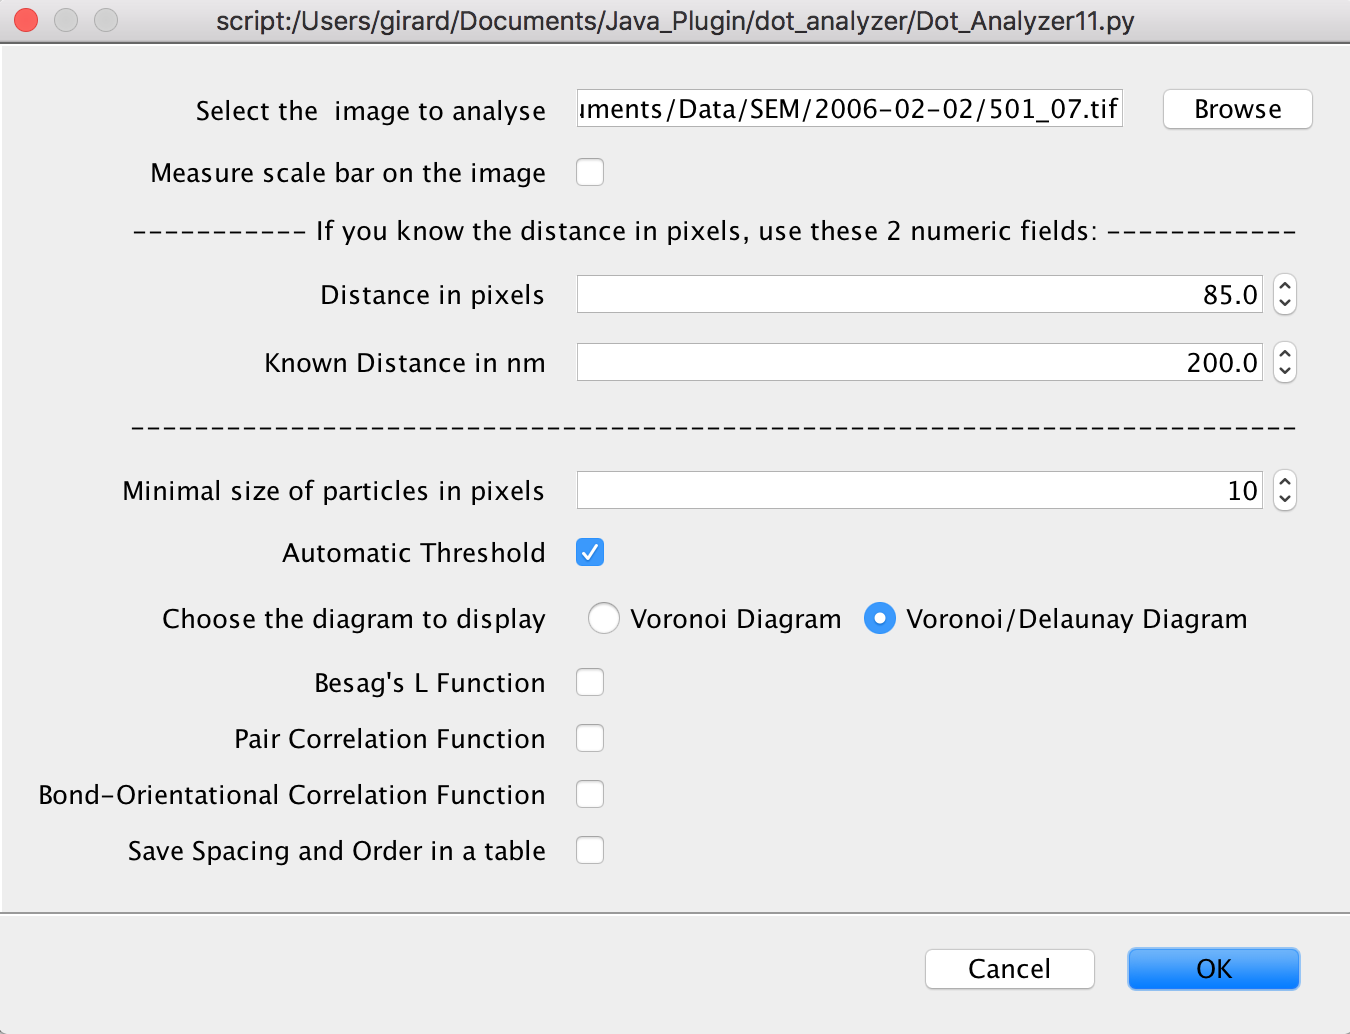 script:/Users/girard/Documents/Java_Plugin/dot_analyzer/Dot_Analyzer11.py
Select the  image to analyse uments/Data/SEM/2006-02-02/501_07.tif Browse
Measure scale bar on the image
----------- If you know the distance in pixels, use these 2 numeric fields: ------------
Distance in pixels 85.0
Known Distance in nm 200.0
-------------------------------------------------------------------------
Minimal size of particles in pixels 10
Automatic Threshold
Choose the diagram to display Voronoi Diagram Voronoi/Delaunay Diagram
Besag's L Function
Pair Correlation Function
Bond-Orientational Correlation Function
Save Spacing and Order in a table
Cancel OK